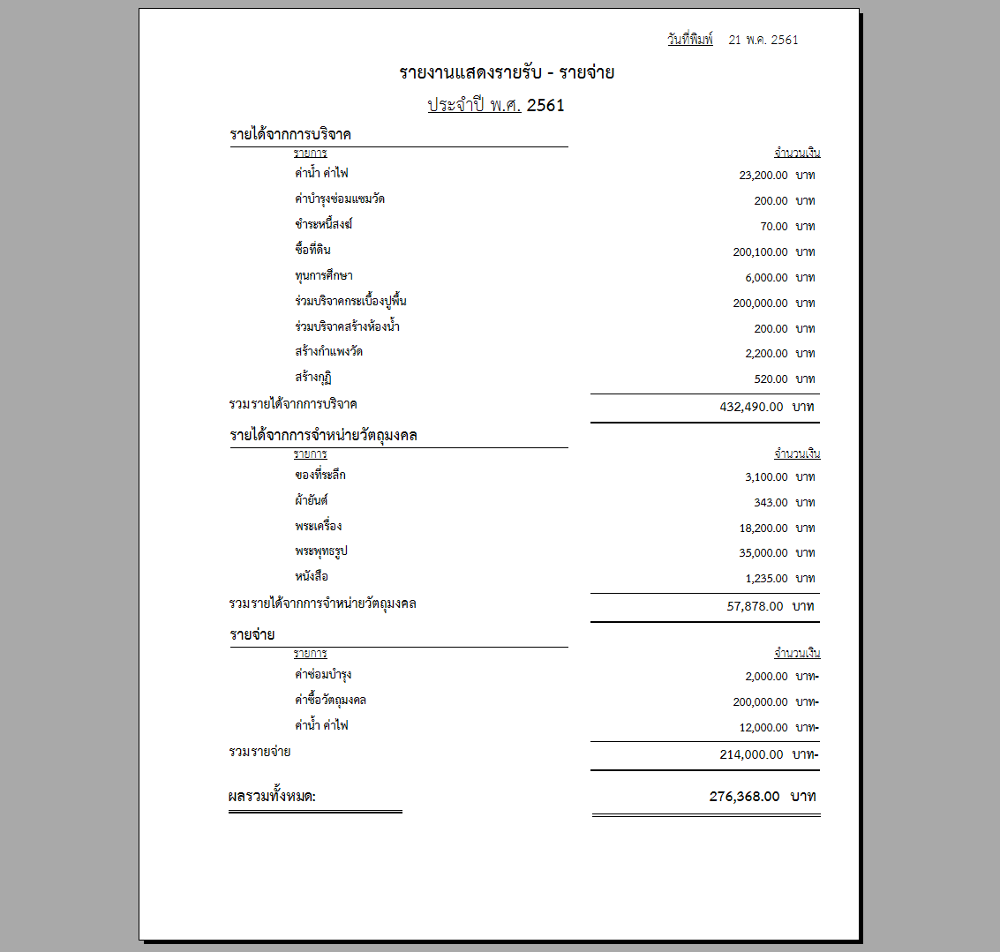 วันที่พิมพ์ 21 พ.ค. 2561
รายงานแสดงรายรับ - รายจ่าย
ประจำปี พ.ศ. 2561
รายได้จากการบริจาค
รายการ จำนวนเงิน
ค่าน้ำ ค่าไฟ 23,200.00 บาท
ค่าบำรุงซ่อมแซมวัด 200.00 บาท
ชำระหนี้สงฆ์ 70.00 บาท
ซื้อที่ดิน 200,100.00 บาท
ทุนการศึกษา 6,000.00 บาท
ร่วมบริจาคกระเบื้องปูพื้น 200,000.00 บาท
ร่วมบริจาคสร้างห้องน้ำ 200.00 บาท
สร้างกำแพงวัด 2,200.00 บาท
สร้างกุฏิ 520.00 บาท
รวมรายได้จากการบริจาค 432,490.00 บาท
รายได้จากการจำหน่ายวัตถุมงคล
รายการ จำนวนเงิน
ของที่ระลึก 3,100.00 บาท
ผ้ายันต์ 343.00 บาท
พระเครื่อง 18,200.00 บาท
พระพุทธรูป 35,000.00 บาท
หนังสือ 1,235.00 บาท
รวมรายได้จากการจำหน่ายวัตถุมงคล 57,878.00 บาท
รายจ่าย
รายการ จำนวนเงิน
ค่าซ่อมบำรุง 2,000.00 บาท-
ค่าซื้อวัตถุมงคล 200,000.00 บาท-
ค่าน้ำ ค่าไฟ 12,000.00 บาท-
รวมรายจ่าย 214,000.00 บาท-
ผลรวมทั้งหมด: 276,368.00 บาท